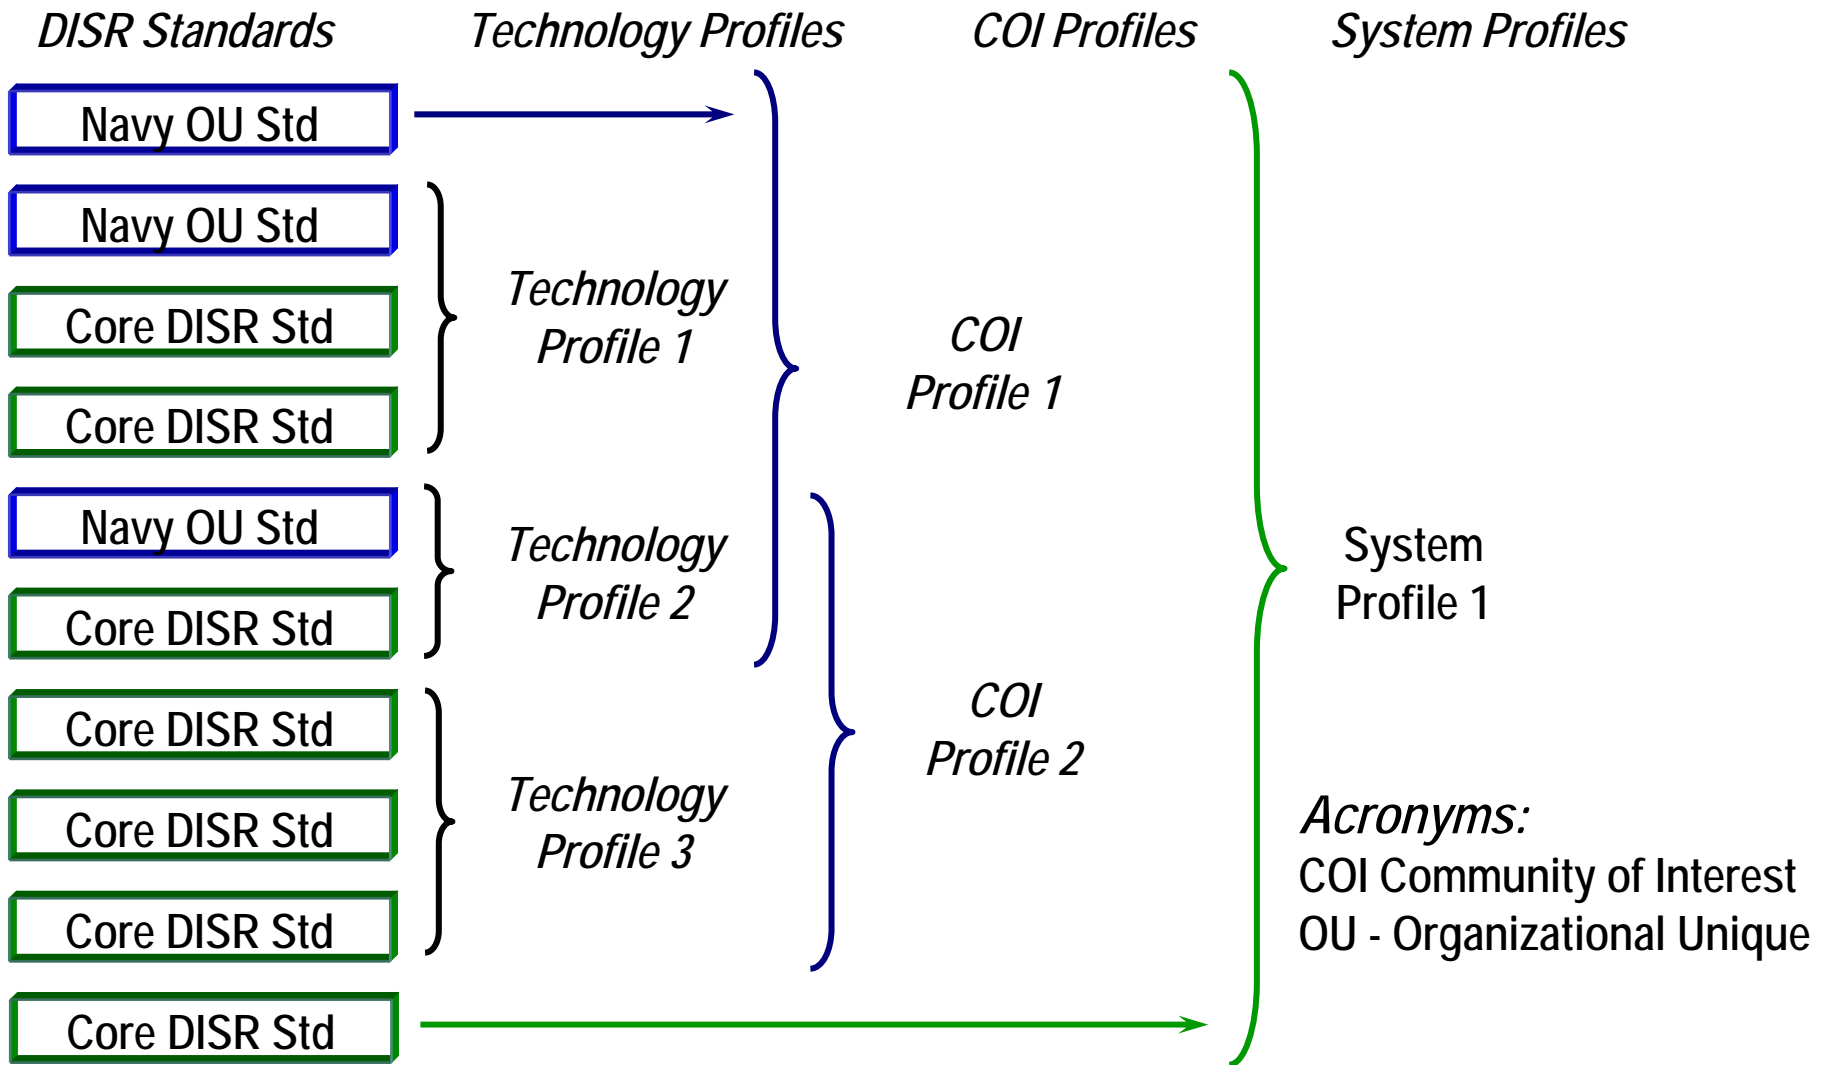 DISR Standards
Technology Profiles
COI Profiles
System Profiles
Navy OU Std
Navy OU Std
Core DISR Std
Core DISR Std
Navy OU Std
Core DISR Std
Core DISR Std
Core DISR Std
Core DISR Std
Core DISR Std
Technology
Profile 1
Technology
Profile 2
Technology
Profile 3
COI
Profile 1
COI
Profile 2
System
Profile 1
Acronyms:
COI Community of Interest
OU - Organizational Unique